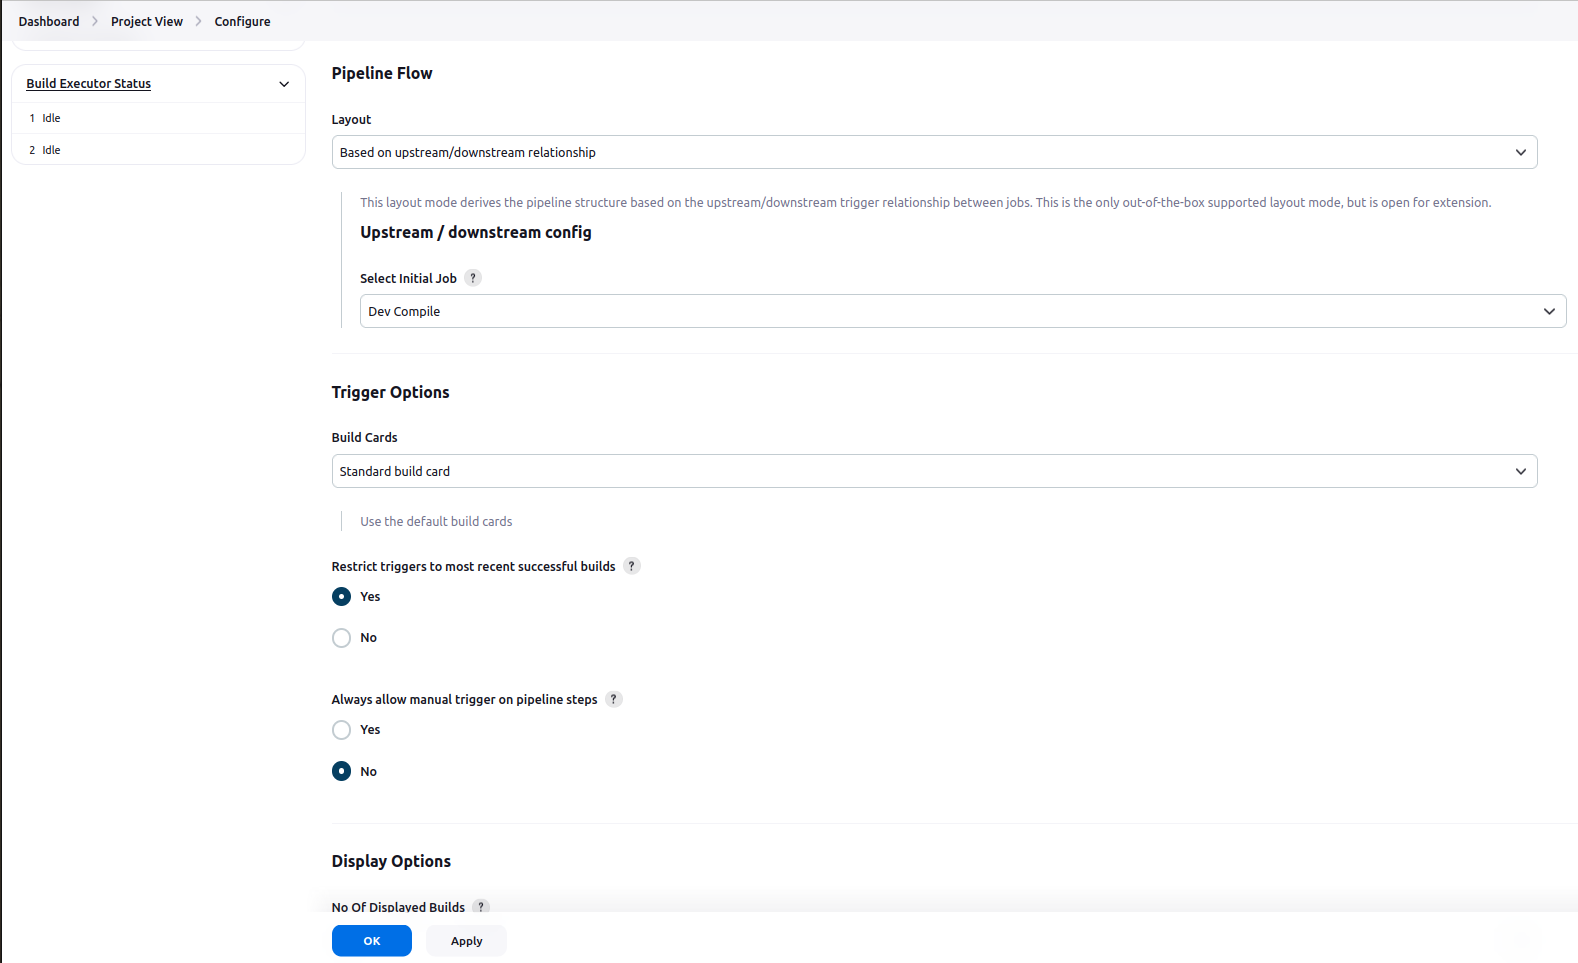 Dashboard > Project View > Configure
Build Executor Status
1 Idle
2 Idle
Pipeline Flow
Layout
Based on upstream/downstream relationship
This layout mode derives the pipeline structure based on the upstream/downstream trigger relationship between jobs. This is the only out-of-the-box supported layout mode, but is open for extension.
Upstream / downstream config
Select Initial Job ?
Dev Compile
Trigger Options
Build Cards
Standard build card
Use the default build cards
Restrict triggers to most recent successful builds ?
Yes
No
Always allow manual trigger on pipeline steps ?
Yes
No
Display Options
No Of Displayed Builds ?
OK Apply